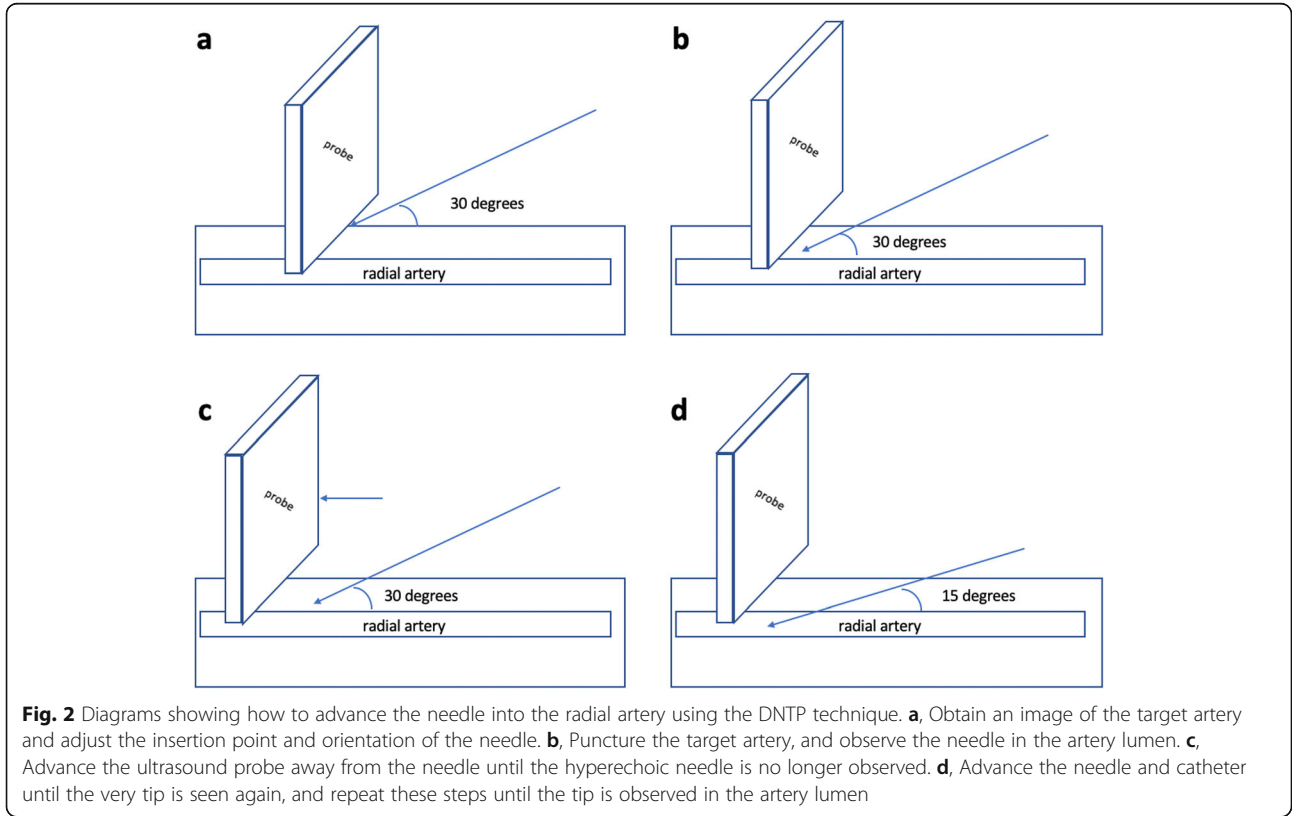 a
probe
30 degrees
radial artery
b
probe
30 degrees
radial artery
c
probe
30 degrees
radial artery
d
probe
15 degrees
radial artery
Fig. 2 Diagrams showing how to advance the needle into the radial artery using the DNTP technique. a, Obtain an image of the target artery
and adjust the insertion point and orientation of the needle. b, Puncture the target artery, and observe the needle in the artery lumen. c,
Advance the ultrasound probe away from the needle until the hyperechoic needle is no longer observed. d, Advance the needle and catheter
until the very tip is seen again, and repeat these steps until the tip is observed in the artery lumen